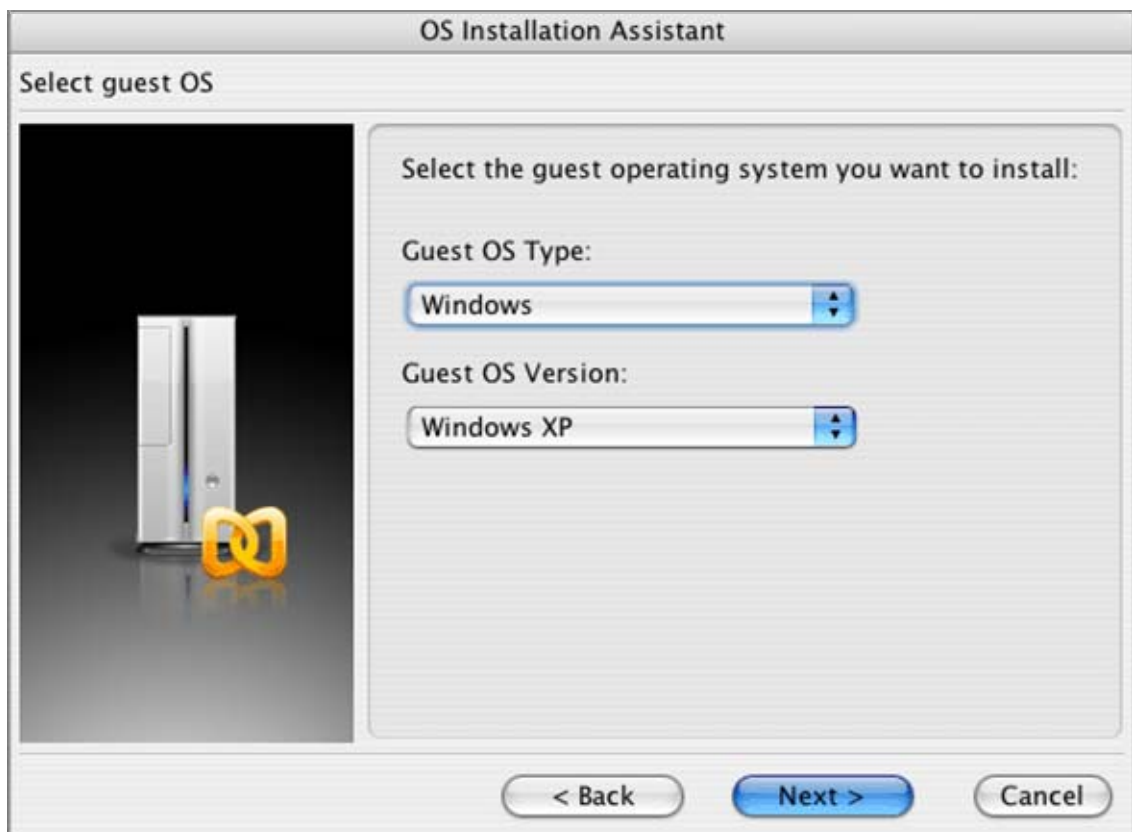 OS Installation Assistant
Select guest OS
Select the guest operating system you want to install:
Guest OS Type:
Windows
Guest OS Version:
Windows XP
< Back
Next >
Cancel